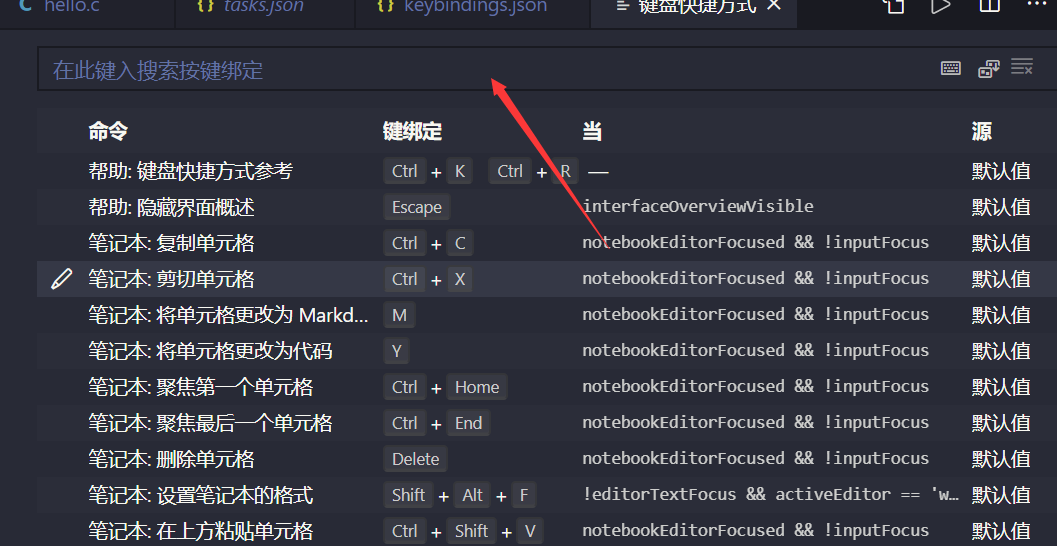 C hello.c {} tasks.json {} keybindings.json 键盘快捷方式 ✕ ···
在此键入搜索按键绑定
命令 键绑定 当 源
帮助: 键盘快捷方式参考 Ctrl + K Ctrl + R — 默认值
帮助: 隐藏界面概述 Escape interfaceOverviewVisible 默认值
笔记本: 复制单元格 Ctrl + C notebookEditorFocused && !inputFocus 默认值
笔记本: 剪切单元格 Ctrl + X notebookEditorFocused && !inputFocus 默认值
笔记本: 将单元格更改为 Markd... M notebookEditorFocused && !inputFocus 默认值
笔记本: 将单元格更改为代码 Y notebookEditorFocused && !inputFocus 默认值
笔记本: 聚焦第一个单元格 Ctrl + Home notebookEditorFocused && !inputFocus 默认值
笔记本: 聚焦最后一个单元格 Ctrl + End notebookEditorFocused && !inputFocus 默认值
笔记本: 删除单元格 Delete notebookEditorFocused && !inputFocus 默认值
笔记本: 设置笔记本的格式 Shift + Alt + F !editorTextFocus && activeEditor == 'w… 默认值
笔记本: 在上方粘贴单元格 Ctrl + Shift + V notebookEditorFocused && !inputFocus 默认值